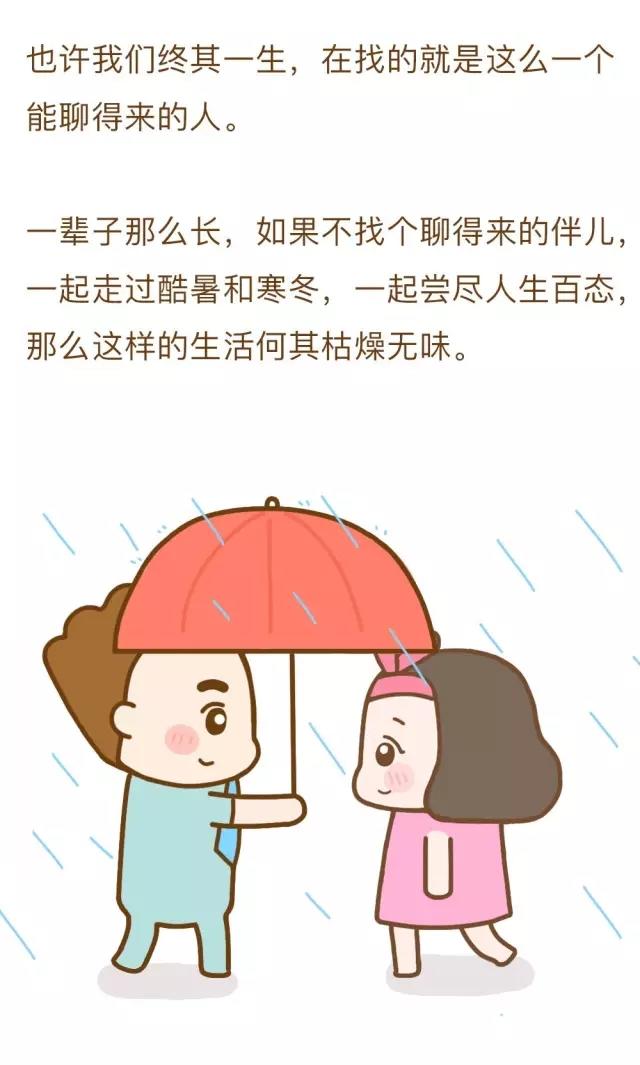 也许我们终其一生，在找的就是这么一个
能聊得来的人。
一辈子那么长，如果不找个聊得来的伴儿，
一起走过酷暑和寒冬，一起尝尽人生百态，
那么这样的生活何其枯燥无味。